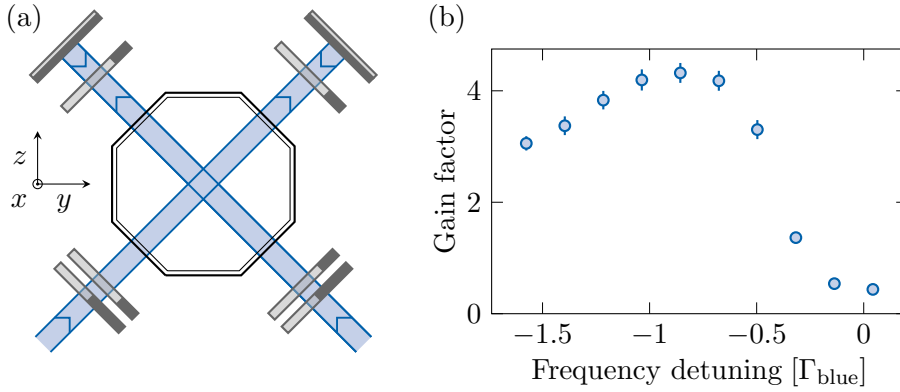 (a)
z
x
y
(b)
Gain factor
4
2
0
−1.5 −1 −0.5 0
Frequency detuning [Γblue]